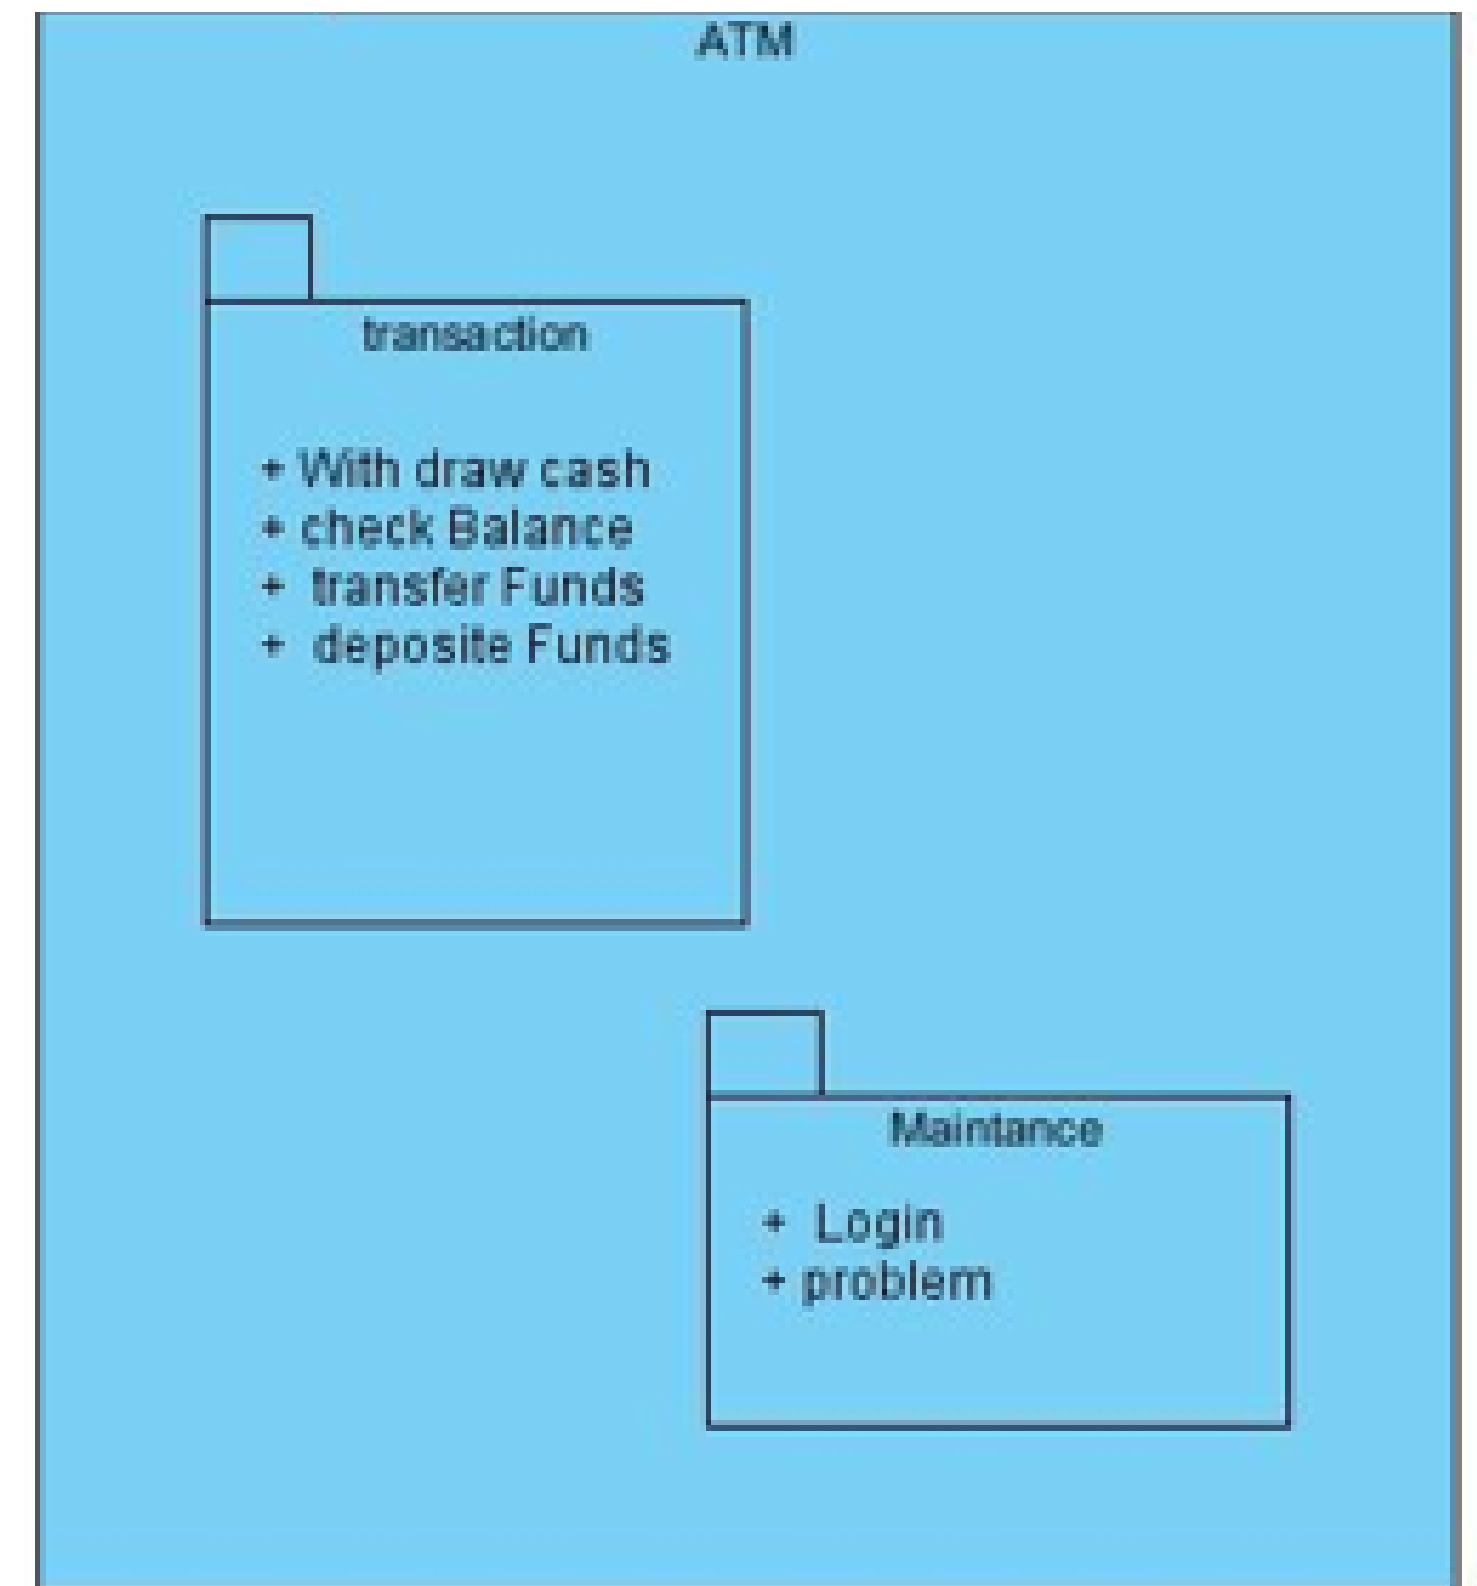 ATM
transaction
+ With draw cash
+ check Balance
+ transfer Funds
+ deposite Funds
Maintance
+ Login
+ problem